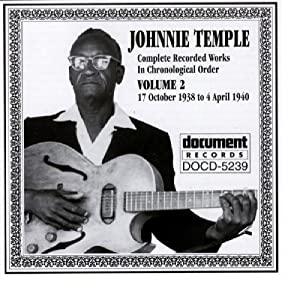 JOHNNIE TEMPLE
Complete Recorded Works
In Chronological Order
VOLUME 2
17 October 1938 to 4 April 1940
document
RECORDS
DOCD-5239